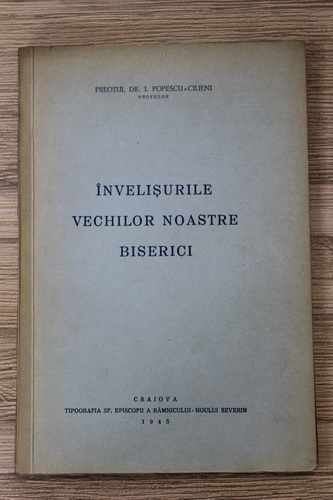 PREOTUL DR. I. POPESCU-CILIENI
PROFESOR
ÎNVELIȘURILE
VECHILOR NOASTRE
BISERICI
CRAIOVA
TIPOGRAFIA SF. EPISCOPII A RÂMNICULUI-NOULUI SEVERIN
1945